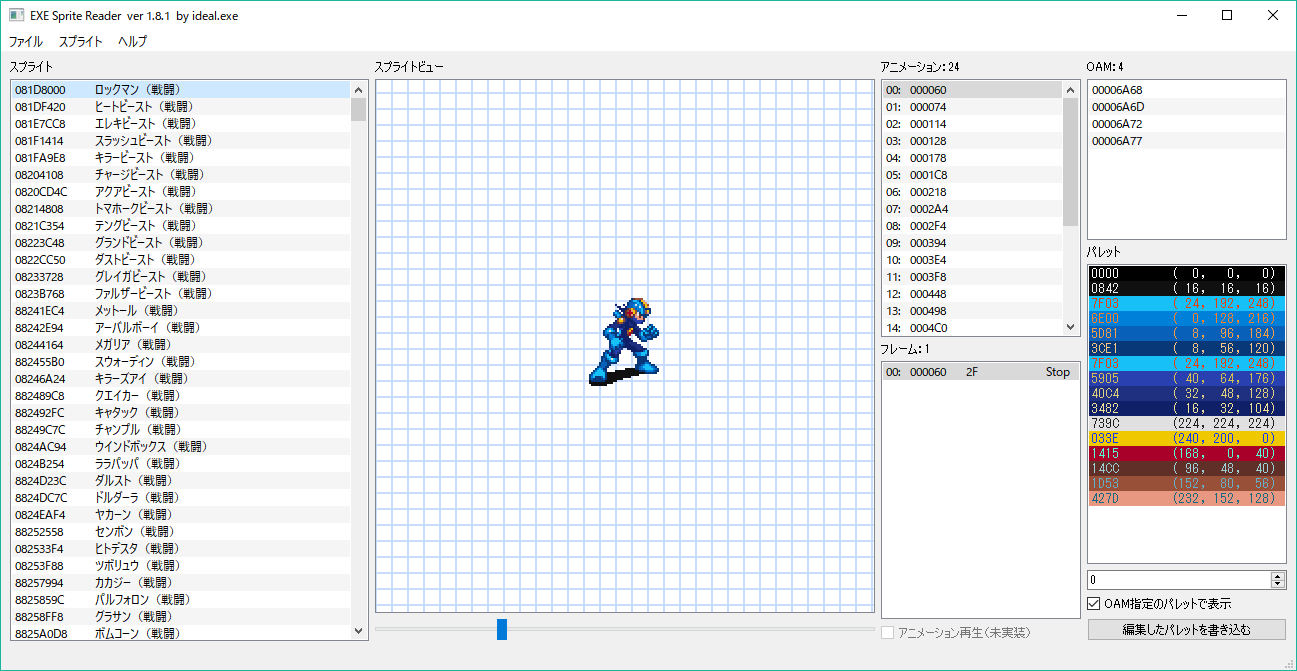 EXE Sprite Reader ver 1.8.1 by ideal.exe
ファイル スプライト ヘルプ
スプライト
081D8000 ロックマン（戦闘）
081DF420 ヒートビースト（戦闘）
081E7CC8 エレキビースト（戦闘）
081F1414 スラッシュビースト（戦闘）
081FA9E8 キラービースト（戦闘）
08204108 チャージビースト（戦闘）
0820CD4C アクアビースト（戦闘）
08214808 トマホークビースト（戦闘）
0821C354 テングビースト（戦闘）
08223C48 グランドビースト（戦闘）
0822CC50 ダストビースト（戦闘）
08233728 グレイガビースト（戦闘）
0823B768 ファルザービースト（戦闘）
88241EC4 メットール（戦闘）
88242E94 アーバルボーイ（戦闘）
08244164 メガリア（戦闘）
882455B0 スウォーディン（戦闘）
08246A24 キラーズアイ（戦闘）
882489C8 クエイカー（戦闘）
882492FC キャタック（戦闘）
88249C7C チャンプル（戦闘）
0824AC94 ウインドボックス（戦闘）
0824B254 ララパッパ（戦闘）
8824D23C ダルスト（戦闘）
8824DC7C ドルダーラ（戦闘）
0824EAF4 ヤカーン（戦闘）
88252558 センボン（戦闘）
082533F4 ヒトデスタ（戦闘）
08253F88 ツボリュウ（戦闘）
88257994 カカジー（戦闘）
8825859C パルフォロン（戦闘）
88258FF8 グラサン（戦闘）
8825A0D8 ボムコーン（戦闘）
スプライトビュー
アニメーション：24
00: 000060
01: 000074
02: 000114
03: 000128
04: 000178
05: 0001C8
06: 000218
07: 0002A4
08: 0002F4
09: 000394
10: 0003E4
11: 0003F8
12: 000448
13: 000498
14: 0004C0
フレーム：1
00: 000060 2F Stop
アニメーション再生（未実装）
OAM：4
00006A68
00006A6D
00006A72
00006A77
パレット
0000 ( 0, 0, 0)
0842 ( 16, 16, 16)
7F03 ( 24, 192, 248)
6E00 ( 0, 128, 216)
5D81 ( 8, 96, 184)
3CE1 ( 8, 56, 120)
7F03 ( 24, 192, 248)
5905 ( 40, 64, 176)
40C4 ( 32, 48, 128)
3482 ( 16, 32, 104)
739C (224, 224, 224)
033E (240, 200, 0)
1415 (168, 0, 40)
14CC ( 96, 48, 40)
1D53 (152, 80, 56)
427D (232, 152, 128)
0
OAM指定のパレットで表示
編集したパレットを書き込む